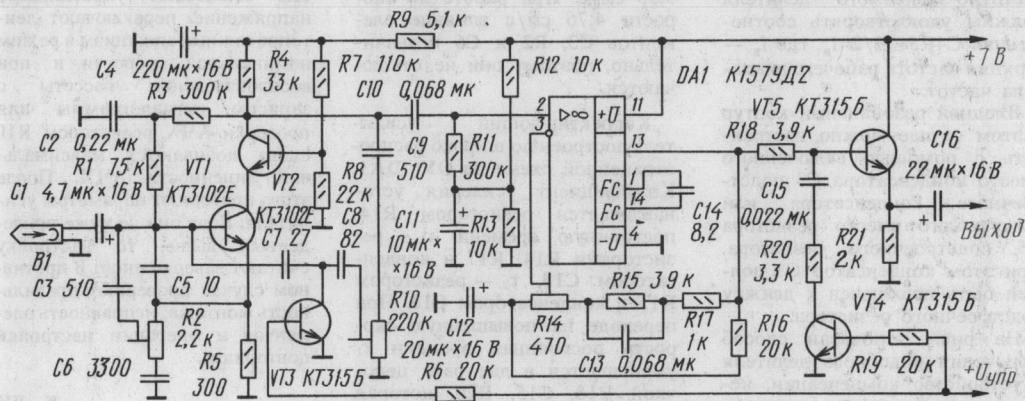 R9 5,1 к
+7 В
C4
220 мк×16 В
R3 300 к
R4
33 к
R7 110 к
C10
0,068 мк
R12 10 к
DA1
К157УД2
C2
0,22 мк
R1
75 к
VT2
КТ3102Е
КТ3102Е
VT1
C1
4,7 мк×16 В
B1
C3 510
C5
10
R2
2,2 к
C6 3300
R5
300
C7 27
VT3 КТ315Б
R8
22 к
C8
82
C9
510
R11
300 к
C11
10 мк
×16 В
R13
10 к
2
3
▷∞
+U
11
13
FC
1
FC
14
-U
4
C14
8,2
R10
220 к
C12
20 мк×16 В
R6 20 к
R14
470
R15 3,9 к
C13 0,068 мк
R17
1 к
R16
20 к
R18 3,9 к
VT5 КТ315Б
C15
0,022 мк
R20
3,3 к
R21
2 к
C16
22 мк×16 В
Выход
VT4 КТ315Б
R19 20 к
+Uупр